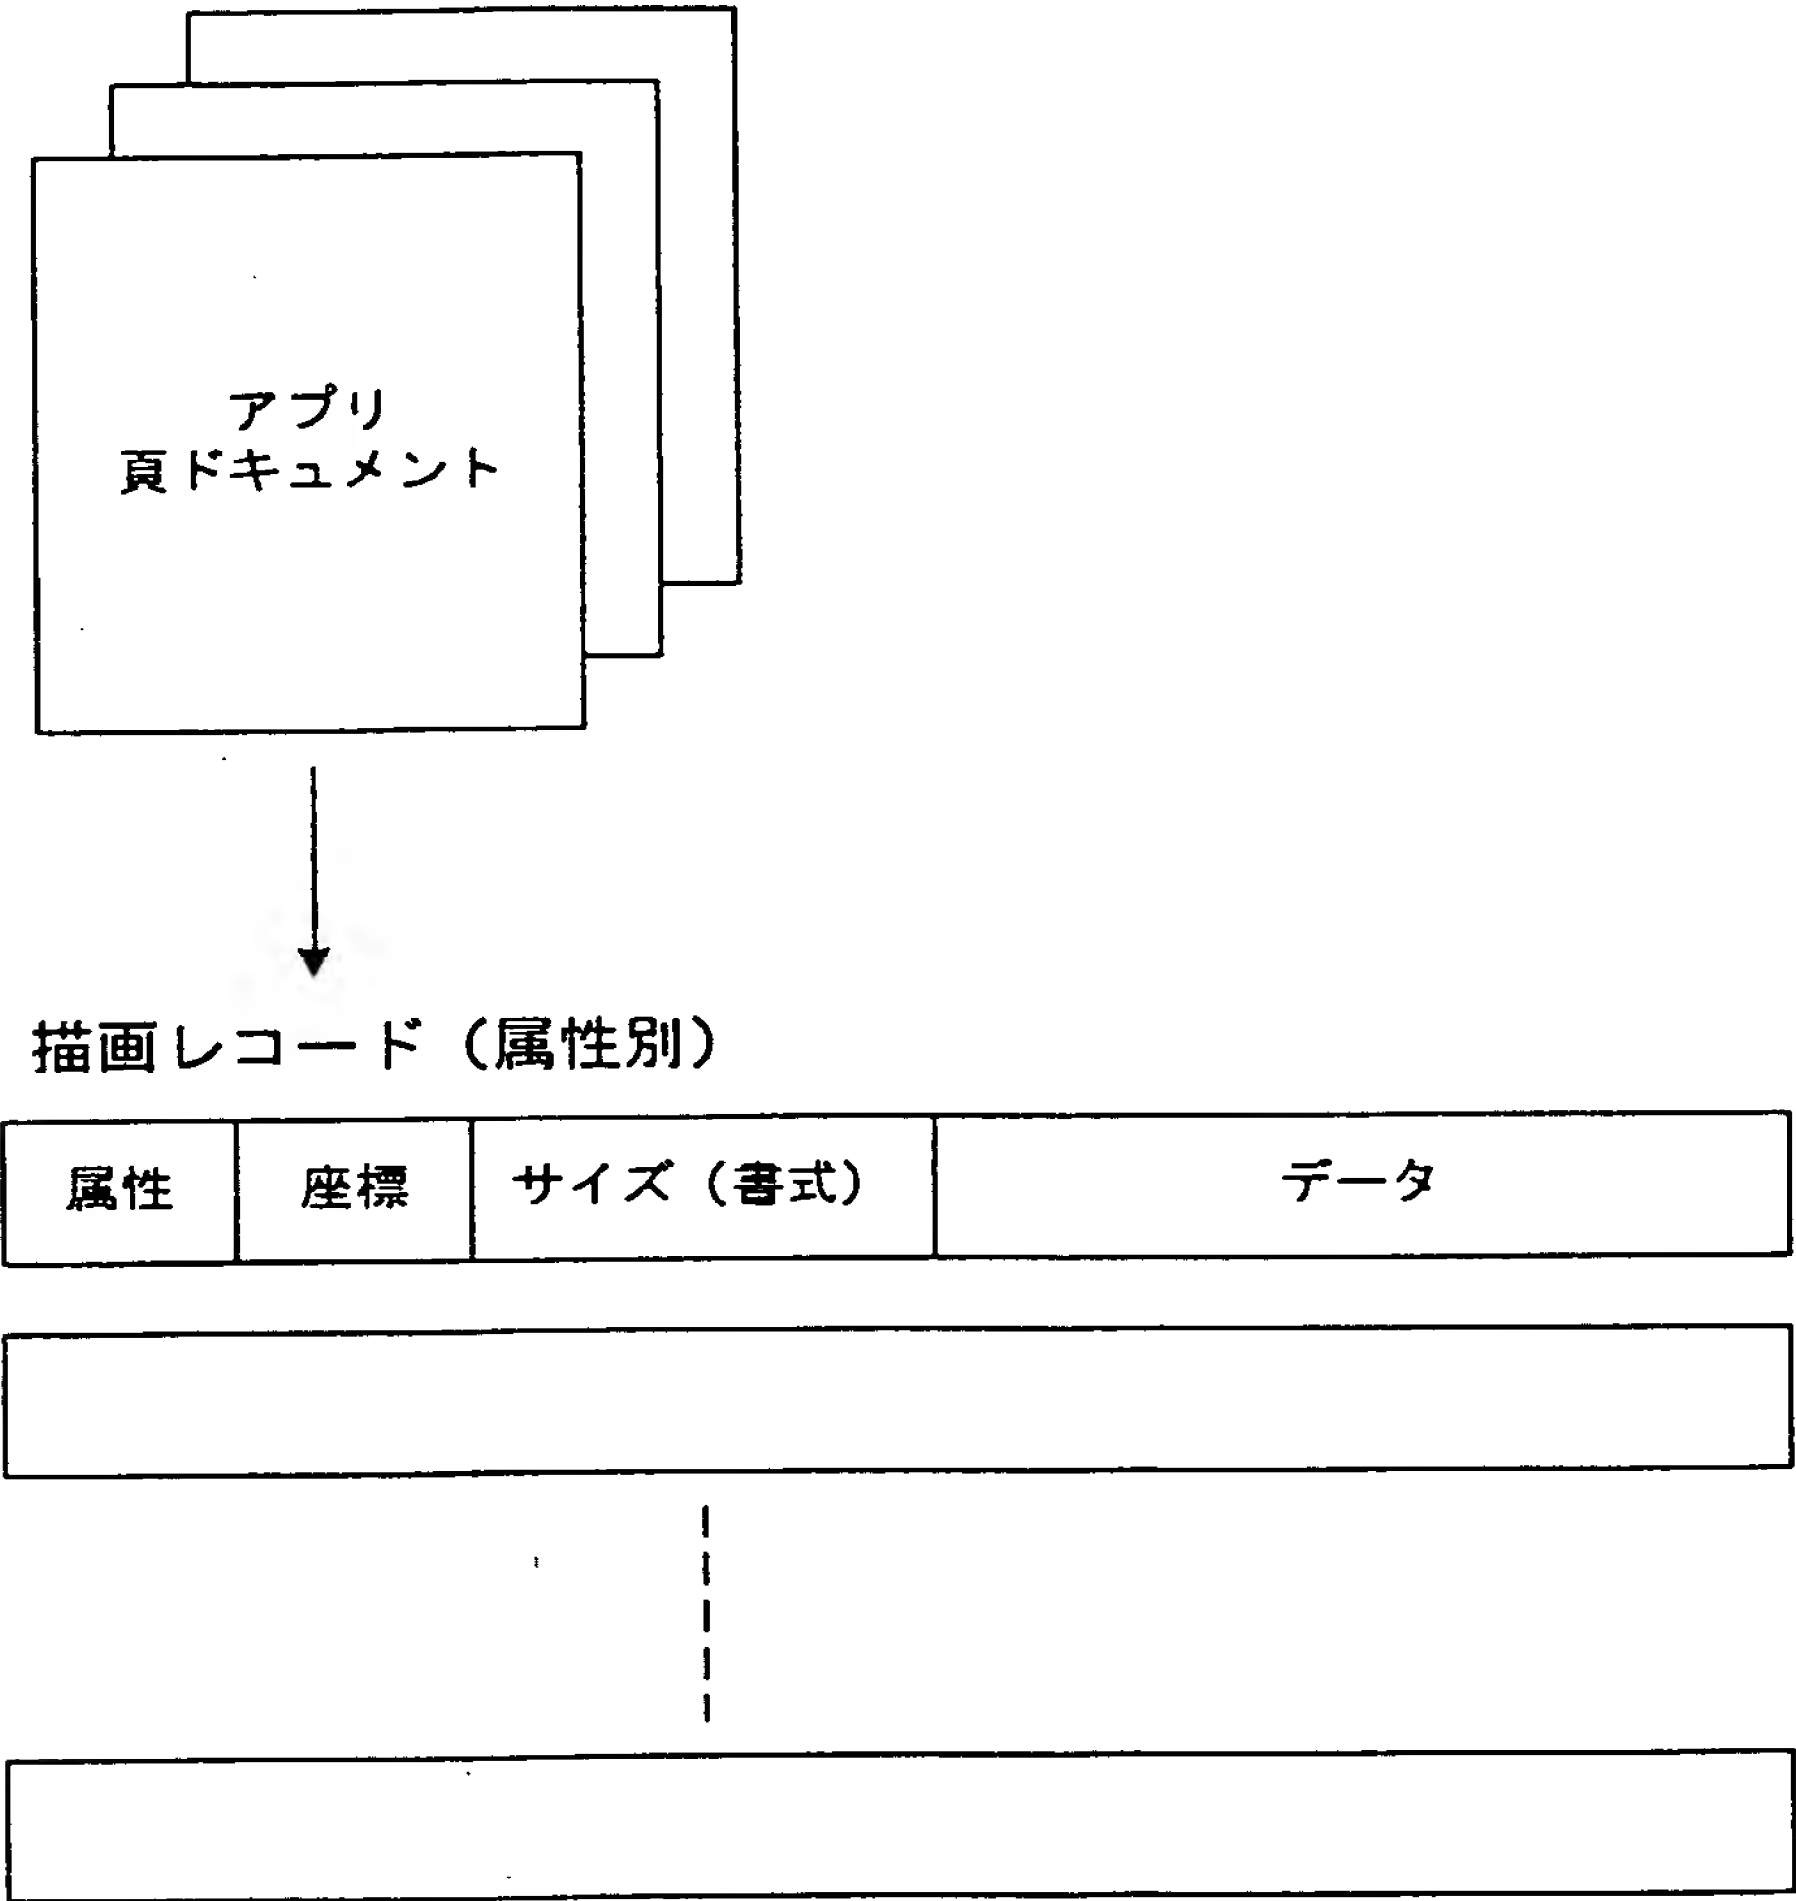 アプリ
頁ドキュメント
描画レコード（属性別）
属性 座標 サイズ（書式） データ